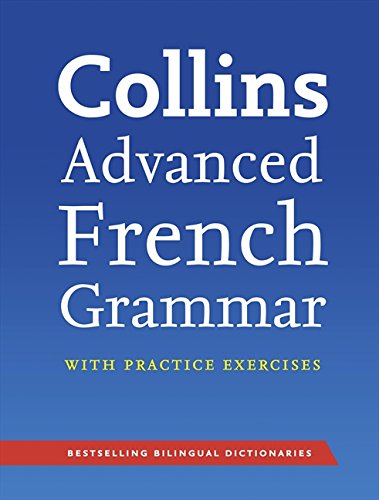 Collins
Advanced
French
Grammar
WITH PRACTICE EXERCISES
BESTSELLING BILINGUAL DICTIONARIES